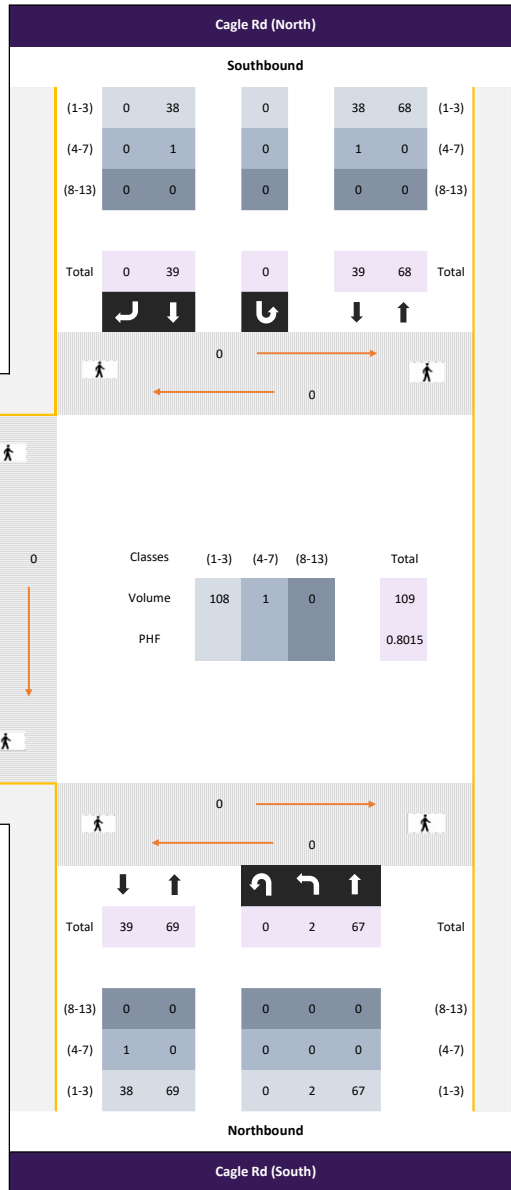 Cagle Rd (North)
Southbound
(1-3) 0 38 0 38 68 (1-3)
(4-7) 0 1 0 1 0 (4-7)
(8-13) 0 0 0 0 0 (8-13)
Total 0 39 0 39 68 Total
0
0
0
Classes (1-3) (4-7) (8-13) Total
Volume 108 1 0 109
PHF 0.8015
0
0
Total 39 69 0 2 67 Total
(8-13) 0 0 0 0 0 (8-13)
(4-7) 1 0 0 0 0 (4-7)
(1-3) 38 69 0 2 67 (1-3)
Northbound
Cagle Rd (South)